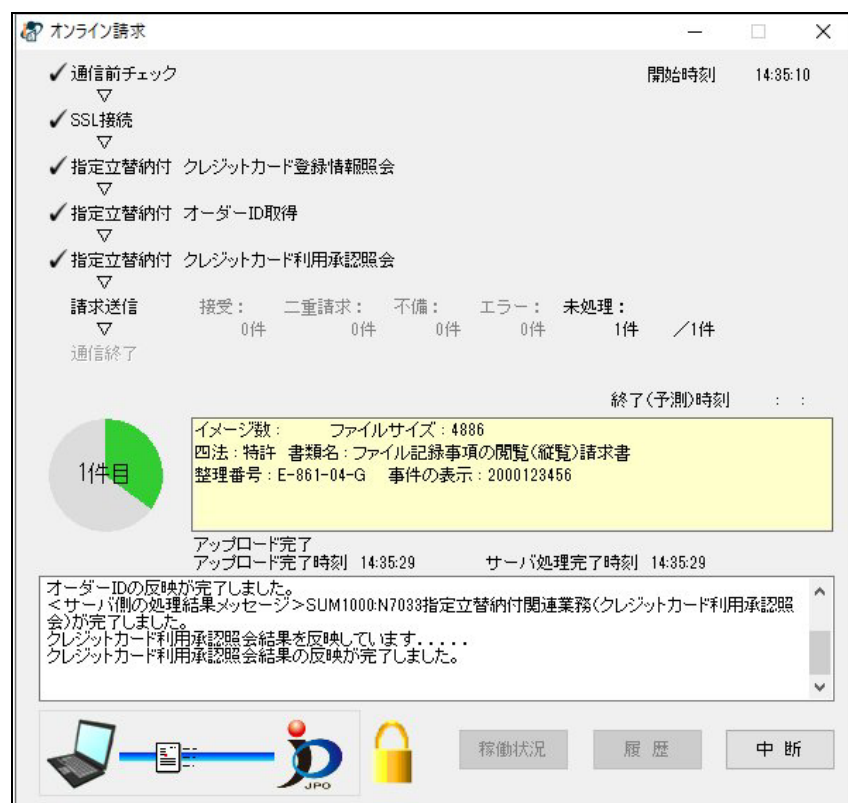 オンライン請求
通信前チェック 開始時刻 14:35:10
SSL接続
指定立替納付 クレジットカード登録情報照会
指定立替納付 オーダーID取得
指定立替納付 クレジットカード利用承認照会
請求送信 接受： 二重請求： 不備： エラー： 未処理：
0件 0件 0件 0件 1件 ／1件
通信終了
終了(予測)時刻 : :
イメージ数： ファイルサイズ：4886
四法：特許 書類名：ファイル記録事項の閲覧(縦覧)請求書
1件目
整理番号：E-861-04-G 事件の表示：2000123456
アップロード完了
アップロード完了時刻 14:35:29 サーバ処理完了時刻 14:35:29
オーダーIDの反映が完了しました。
＜サーバ側の処理結果メッセージ＞SUM1000:N7033指定立替納付関連業務(クレジットカード利用承認照
会)が完了しました。
クレジットカード利用承認照会結果を反映しています．．．．．
クレジットカード利用承認照会結果の反映が完了しました。
JPO
稼働状況 履 歴 中 断